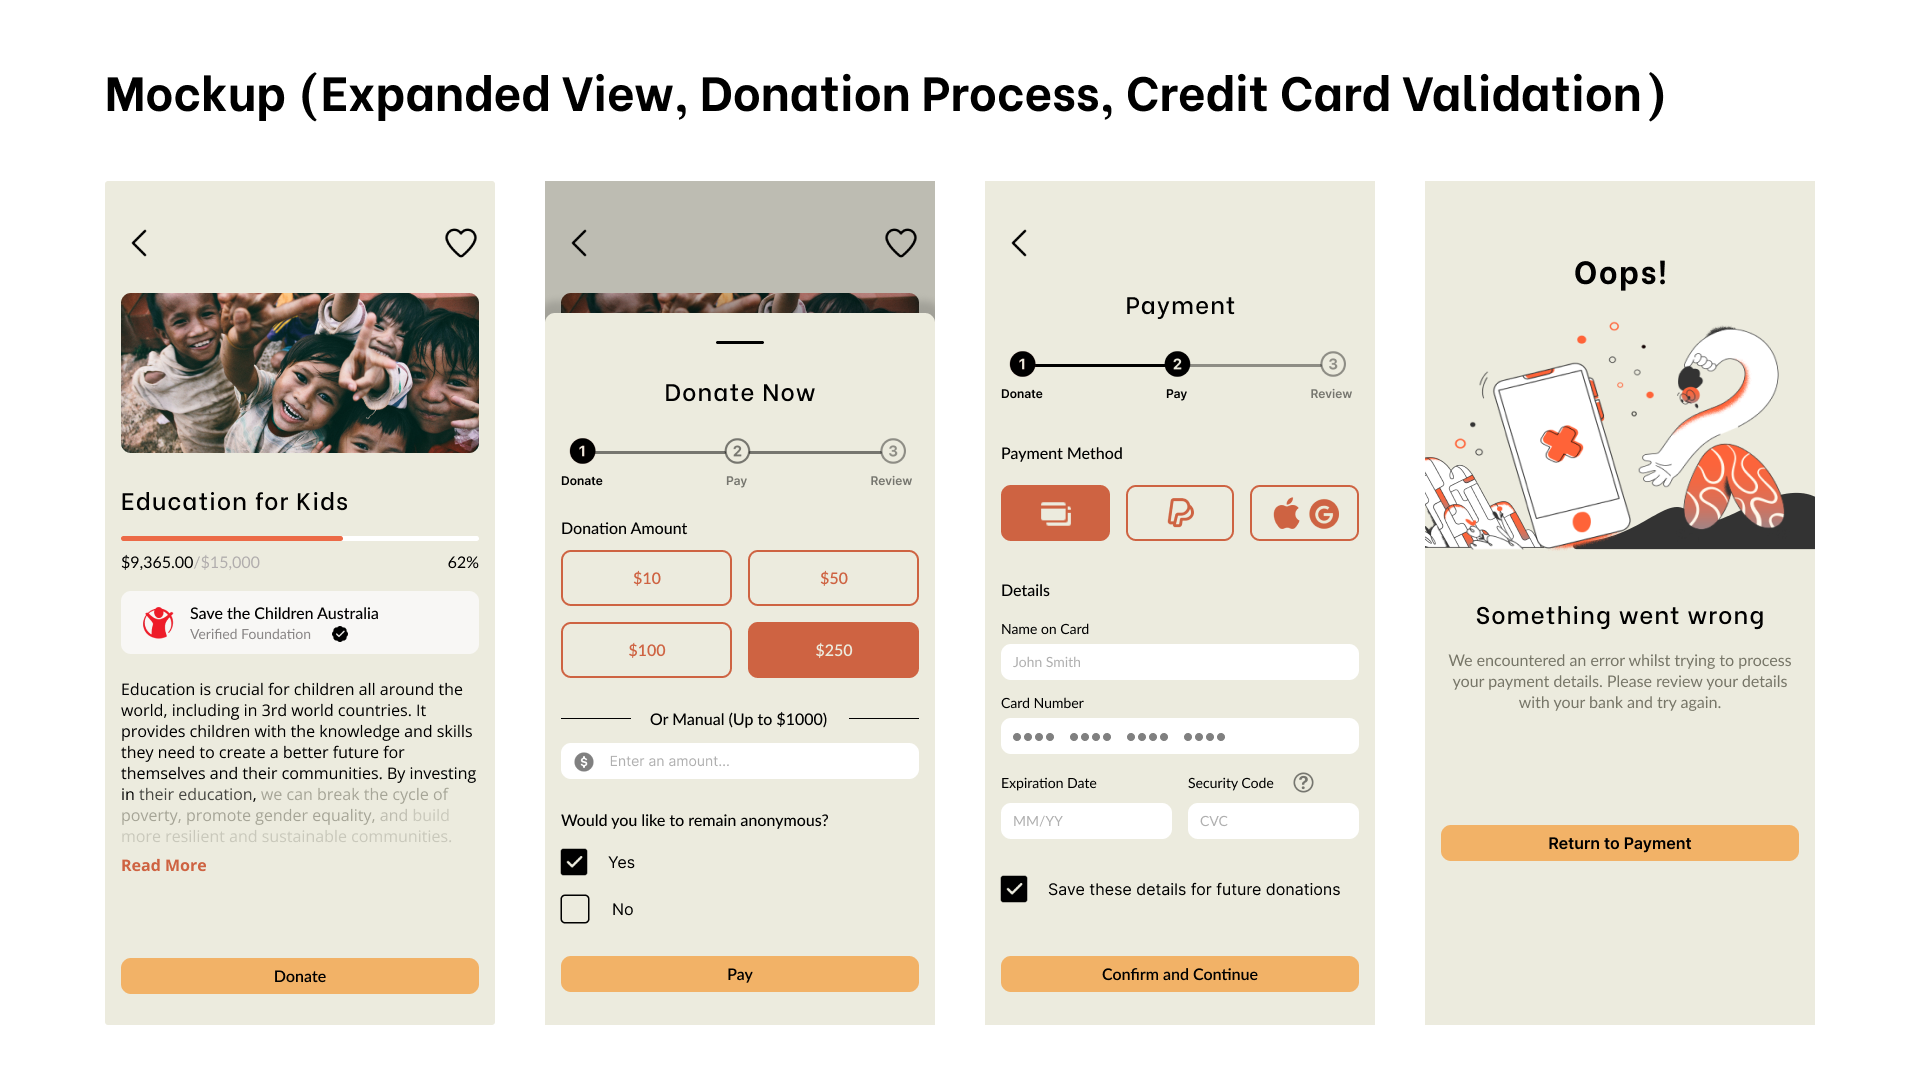 Mockup (Expanded View, Donation Process, Credit Card Validation)
Education for Kids
$9,365.00/$15,000 62%
Save the Children Australia
Verified Foundation
Education is crucial for children all around the
world, including in 3rd world countries. It
provides children with the knowledge and skills
they need to create a better future for
themselves and their communities. By investing
in their education, we can break the cycle of
poverty, promote gender equality, and build
more resilient and sustainable communities.
Read More
Donate
Donate Now
1 2 3
Donate Pay Review
Donation Amount
$10 $50
$100 $250
Or Manual (Up to $1000)
$ Enter an amount...
Would you like to remain anonymous?
Yes
No
Pay
Payment
1 2 3
Donate Pay Review
Payment Method
G
Details
Name on Card
John Smith
Card Number
Expiration Date Security Code ?
MM/YY CVC
Save these details for future donations
Confirm and Continue
Oops!
Something went wrong
We encountered an error whilst trying to process
your payment details. Please review your details
with your bank and try again.
Return to Payment